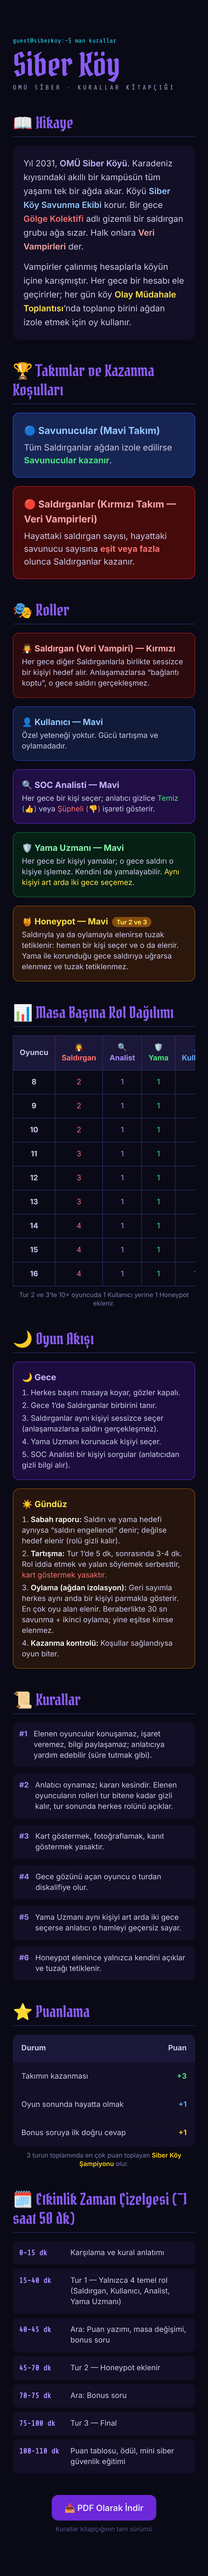 guest@siberkoy:~$ man kurallar
Siber Köy
OMÜ SİBER · KURALLAR KİTAPÇIĞI
📖 Hikaye
Yıl 2031, OMÜ Siber Köyü. Karadeniz
kıyısındaki akıllı bir kampüsün tüm
yaşamı tek bir ağda akar. Köyü Siber
Köy Savunma Ekibi korur. Bir gece
Gölge Kolektifi adlı gizemli bir saldırgan
grubu ağa sızar. Halk onlara Veri
Vampirleri der.
Vampirler çalınmış hesaplarla köyün
içine karışmıştır. Her gece bir hesabı ele
geçirirler; her gün köy Olay Müdahale
Toplantısı'nda toplanıp birini ağdan
izole etmek için oy kullanır.
🏆 Takımlar ve Kazanma
Koşulları
🔵 Savunucular (Mavi Takım)
Tüm Saldırganlar ağdan izole edilirse
Savunucular kazanır.
🔴 Saldırganlar (Kırmızı Takım —
Veri Vampirleri)
Hayattaki saldırgan sayısı, hayattaki
savunucu sayısına eşit veya fazla
olunca Saldırganlar kazanır.
🎭 Roller
🧛 Saldırgan (Veri Vampiri) — Kırmızı
Her gece diğer Saldırganlarla birlikte sessizce
bir kişiyi hedef alır. Anlaşamazlarsa “bağlantı
koptu”, o gece saldırı gerçekleşmez.
👤 Kullanıcı — Mavi
Özel yeteneği yoktur. Gücü tartışma ve
oylamadadır.
🔍 SOC Analisti — Mavi
Her gece bir kişi seçer; anlatıcı gizlice Temiz
(👍) veya Şüpheli (👎) işareti gösterir.
🛡️ Yama Uzmanı — Mavi
Her gece bir kişiyi yamalar; o gece saldırı o
kişiye işlemez. Kendini de yamalayabilir. Aynı
kişiyi art arda iki gece seçemez.
🍯 Honeypot — Mavi Tur 2 ve 3
Saldırıyla ya da oylamayla elenirse tuzak
tetiklenir: hemen bir kişi seçer ve o da elenir.
Yama ile korunduğu gece saldırıya uğrarsa
elenmez ve tuzak tetiklenmez.
📊 Masa Başına Rol Dağılımı
Oyuncu 🧛 Saldırgan 🔍 Analist 🛡️ Yama
8 2 1 1
9 2 1 1
10 2 1 1
11 3 1 1
12 3 1 1
13 3 1 1
14 4 1 1
15 4 1 1
16 4 1 1
Tur 2 ve 3'te 10+ oyuncuda 1 Kullanıcı yerine 1 Honeypot
eklenir.
🌙 Oyun Akışı
🌙 Gece
1. Herkes başını masaya koyar, gözler kapalı.
2. Gece 1'de Saldırganlar birbirini tanır.
3. Saldırganlar aynı kişiyi sessizce seçer
(anlaşamazlarsa saldırı gerçekleşmez).
4. Yama Uzmanı korunacak kişiyi seçer.
5. SOC Analisti bir kişiyi sorgular (anlatıcıdan
gizli bilgi alır).
☀️ Gündüz
1. Sabah raporu: Saldırı ve yama hedefi
aynıysa “saldırı engellendi” denir; değilse
hedef elenir (rolü gizli kalır).
2. Tartışma: Tur 1'de 5 dk, sonrasında 3-4 dk.
Rol iddia etmek ve yalan söylemek serbesttir,
kart göstermek yasaktır.
3. Oylama (ağdan izolasyon): Geri sayımla
herkes aynı anda bir kişiyi parmakla gösterir.
En çok oyu alan elenir. Beraberlikte 30 sn
savunma + ikinci oylama; yine eşitse kimse
elenmez.
4. Kazanma kontrolü: Koşullar sağlandıysa
oyun biter.
📜 Kurallar
#1 Elenen oyuncular konuşamaz, işaret
veremez, bilgi paylaşamaz; anlatıcıya
yardım edebilir (süre tutmak gibi).
#2 Anlatıcı oynamaz; kararı kesindir. Elenen
oyuncuların rolleri tur bitene kadar gizli
kalır, tur sonunda herkes rolünü açıklar.
#3 Kart göstermek, fotoğraflamak, kanıt
göstermek yasaktır.
#4 Gece gözünü açan oyuncu o turdan
diskalifiye olur.
#5 Yama Uzmanı aynı kişiyi art arda iki gece
seçerse anlatıcı o hamleyi geçersiz sayar.
#6 Honeypot elenince yalnızca kendini açıklar
ve tuzağı tetiklenir.
⭐ Puanlama
Durum Puan
Takımın kazanması +3
Oyun sonunda hayatta olmak +1
Bonus soruya ilk doğru cevap +1
3 turun toplamında en çok puan toplayan Siber Köy
Şampiyonu olur.
🗓️ Etkinlik Zaman Çizelgesi (~1
saat 50 dk)
0–15 dk Karşılama ve kural anlatımı
15–40 dk Tur 1 — Yalnızca 4 temel rol
(Saldırgan, Kullanıcı, Analist,
Yama Uzmanı)
40–45 dk Ara: Puan yazımı, masa değişimi,
bonus soru
45–70 dk Tur 2 — Honeypot eklenir
70–75 dk Ara: Bonus soru
75–100 dk Tur 3 — Final
100–110 dk Puan tablosu, ödül, mini siber
güvenlik eğitimi
📥 PDF Olarak İndir
Kurallar kitapçığının tam sürümü